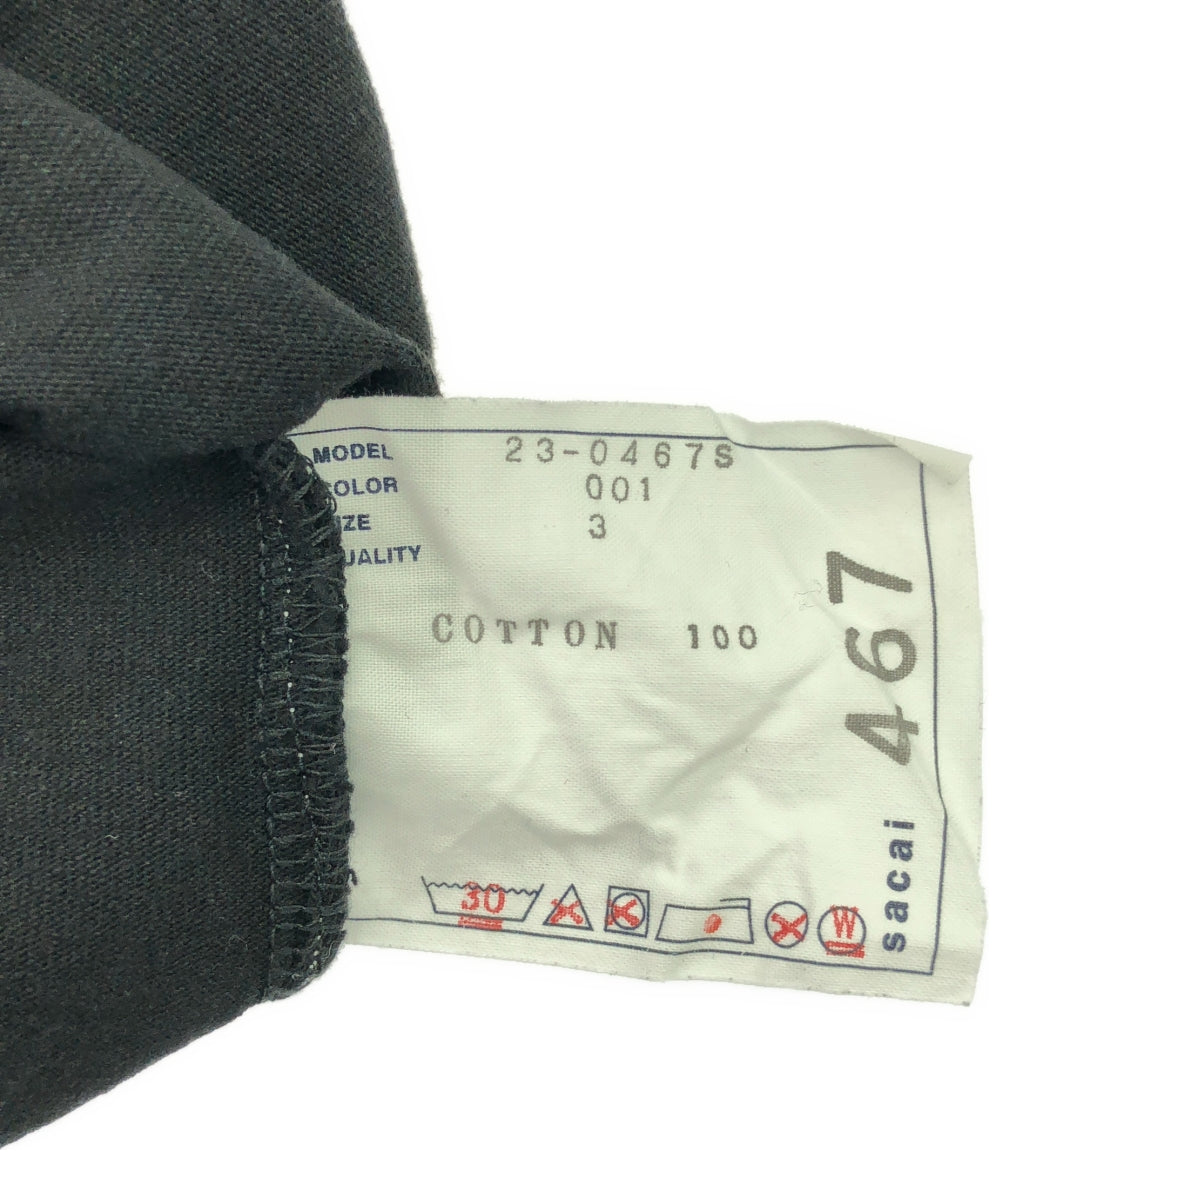 MODEL 23-0467S
COLOR 001
SIZE 3
QUALITY
COTTON 100
467
sacai
30
W